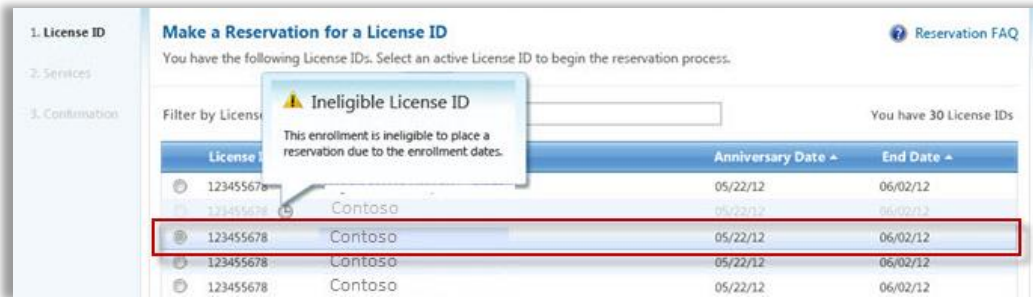 1. License ID
2. Services
3. Confirmation
Make a Reservation for a License ID
Reservation FAQ
You have the following License IDs. Select an active License ID to begin the reservation process.
Ineligible License ID
This enrollment is ineligible to place a
reservation due to the enrollment dates.
Filter by License
You have 30 License IDs
License Anniversary Date End Date
123455678 05/22/12 06/02/12
123455678 Contoso 05/22/12 06/02/12
123455678 Contoso 05/22/12 06/02/12
123455678 Contoso 05/22/12 06/02/12
123455678 Contoso 05/22/12 06/02/12